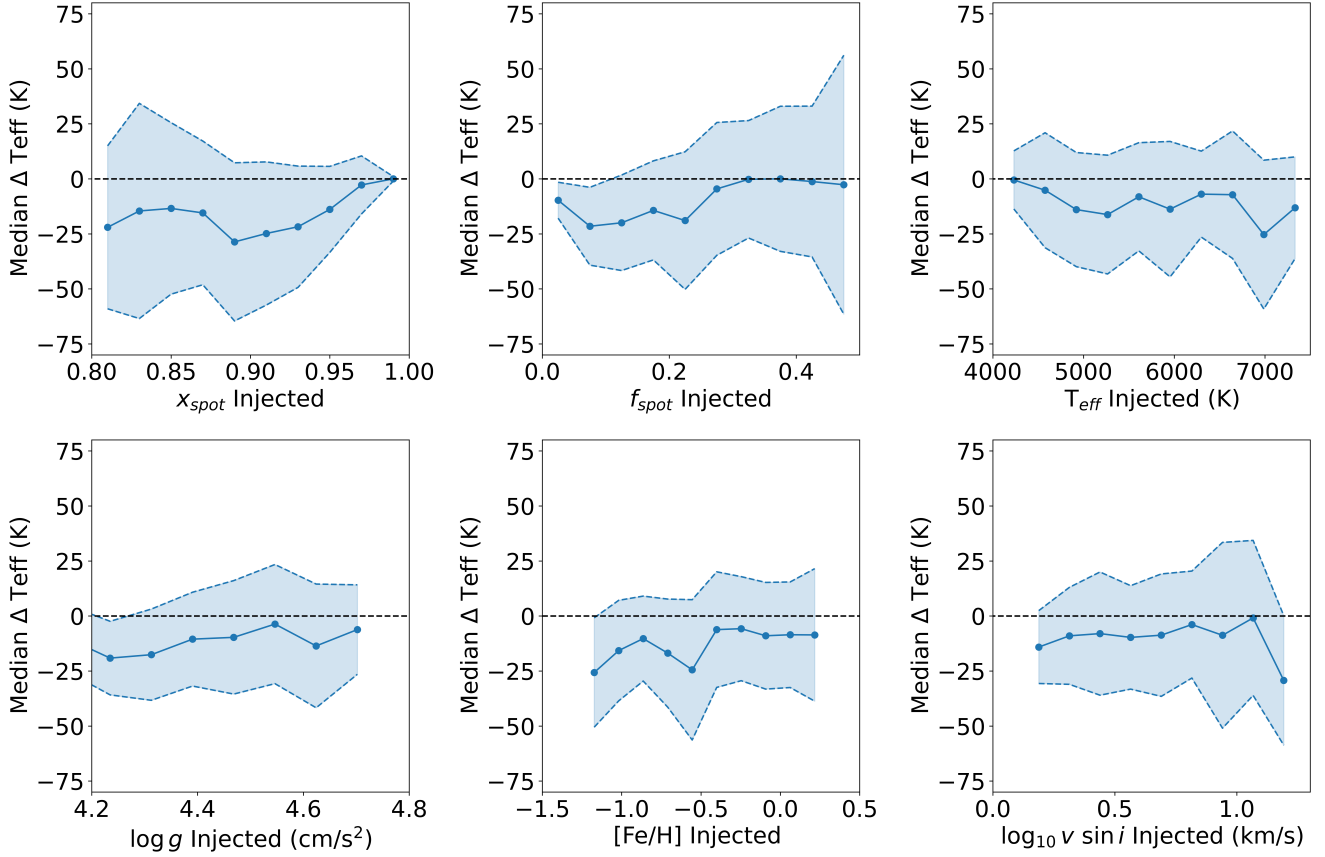 75
50
25
0
−25
−50
−75
Median Δ Teff (K)
0.80 0.85 0.90 0.95 1.00
x_spot Injected
75
50
25
0
−25
−50
−75
Median Δ Teff (K)
0.0 0.2 0.4
f_spot Injected
75
50
25
0
−25
−50
−75
Median Δ Teff (K)
4000 5000 6000 7000
T_eff Injected (K)
75
50
25
0
−25
−50
−75
Median Δ Teff (K)
4.2 4.4 4.6 4.8
log g Injected (cm/s²)
75
50
25
0
−25
−50
−75
Median Δ Teff (K)
−1.5 −1.0 −0.5 0.0 0.5
[Fe/H] Injected
75
50
25
0
−25
−50
−75
Median Δ Teff (K)
0.0 0.5 1.0
log₁₀ v sin i Injected (km/s)